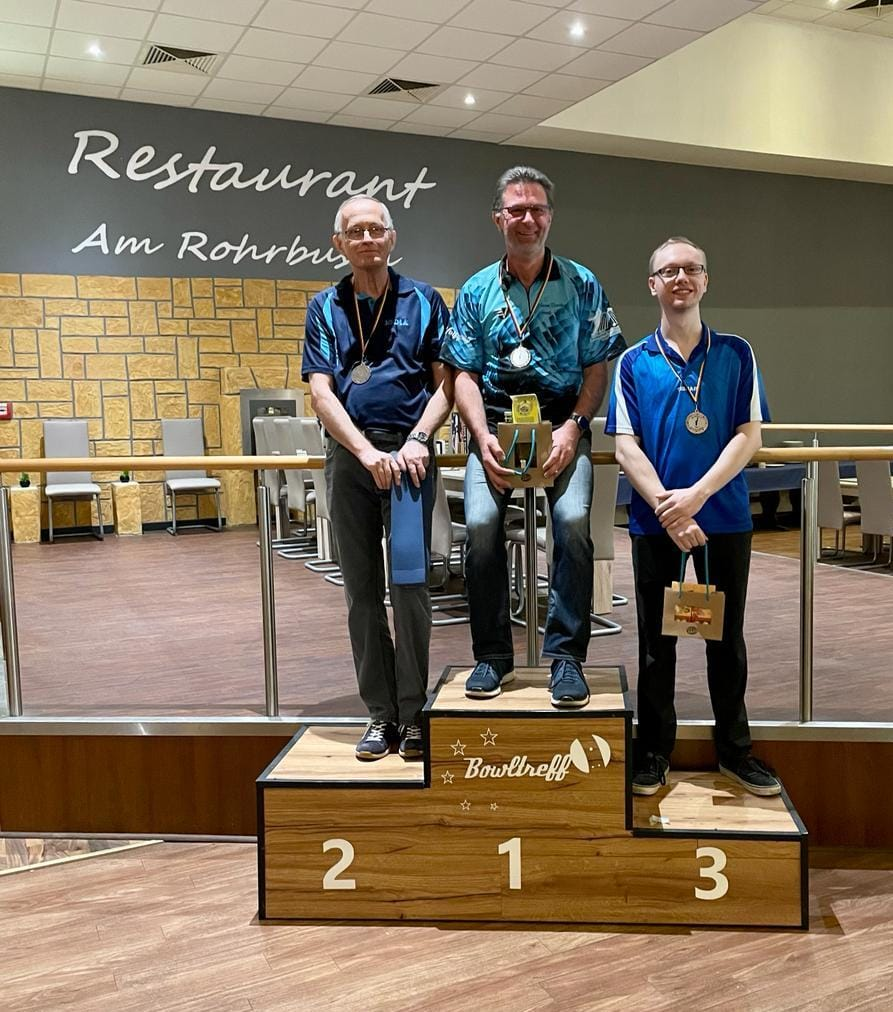 Restaurant
Am Rohrbusch
Bowltreff
2 1 3